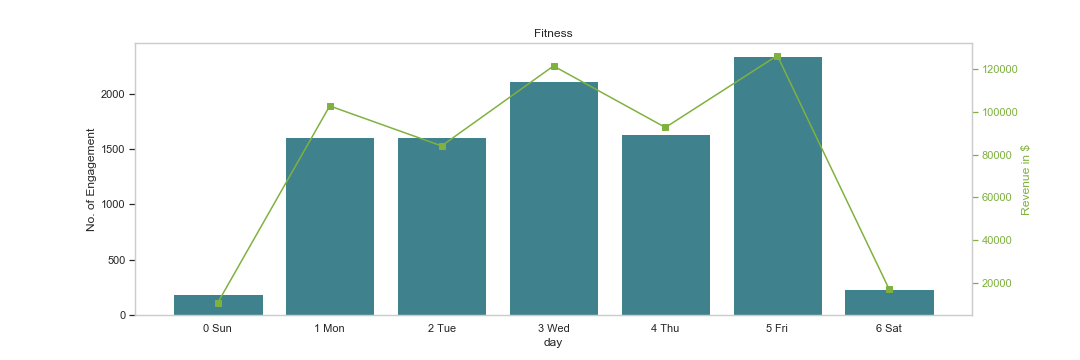 Fitness
2000
1500
1000
500
0
No. of Engagement
120000
100000
80000
60000
40000
20000
Revenue in $
0 Sun 1 Mon 2 Tue 3 Wed 4 Thu 5 Fri 6 Sat
day